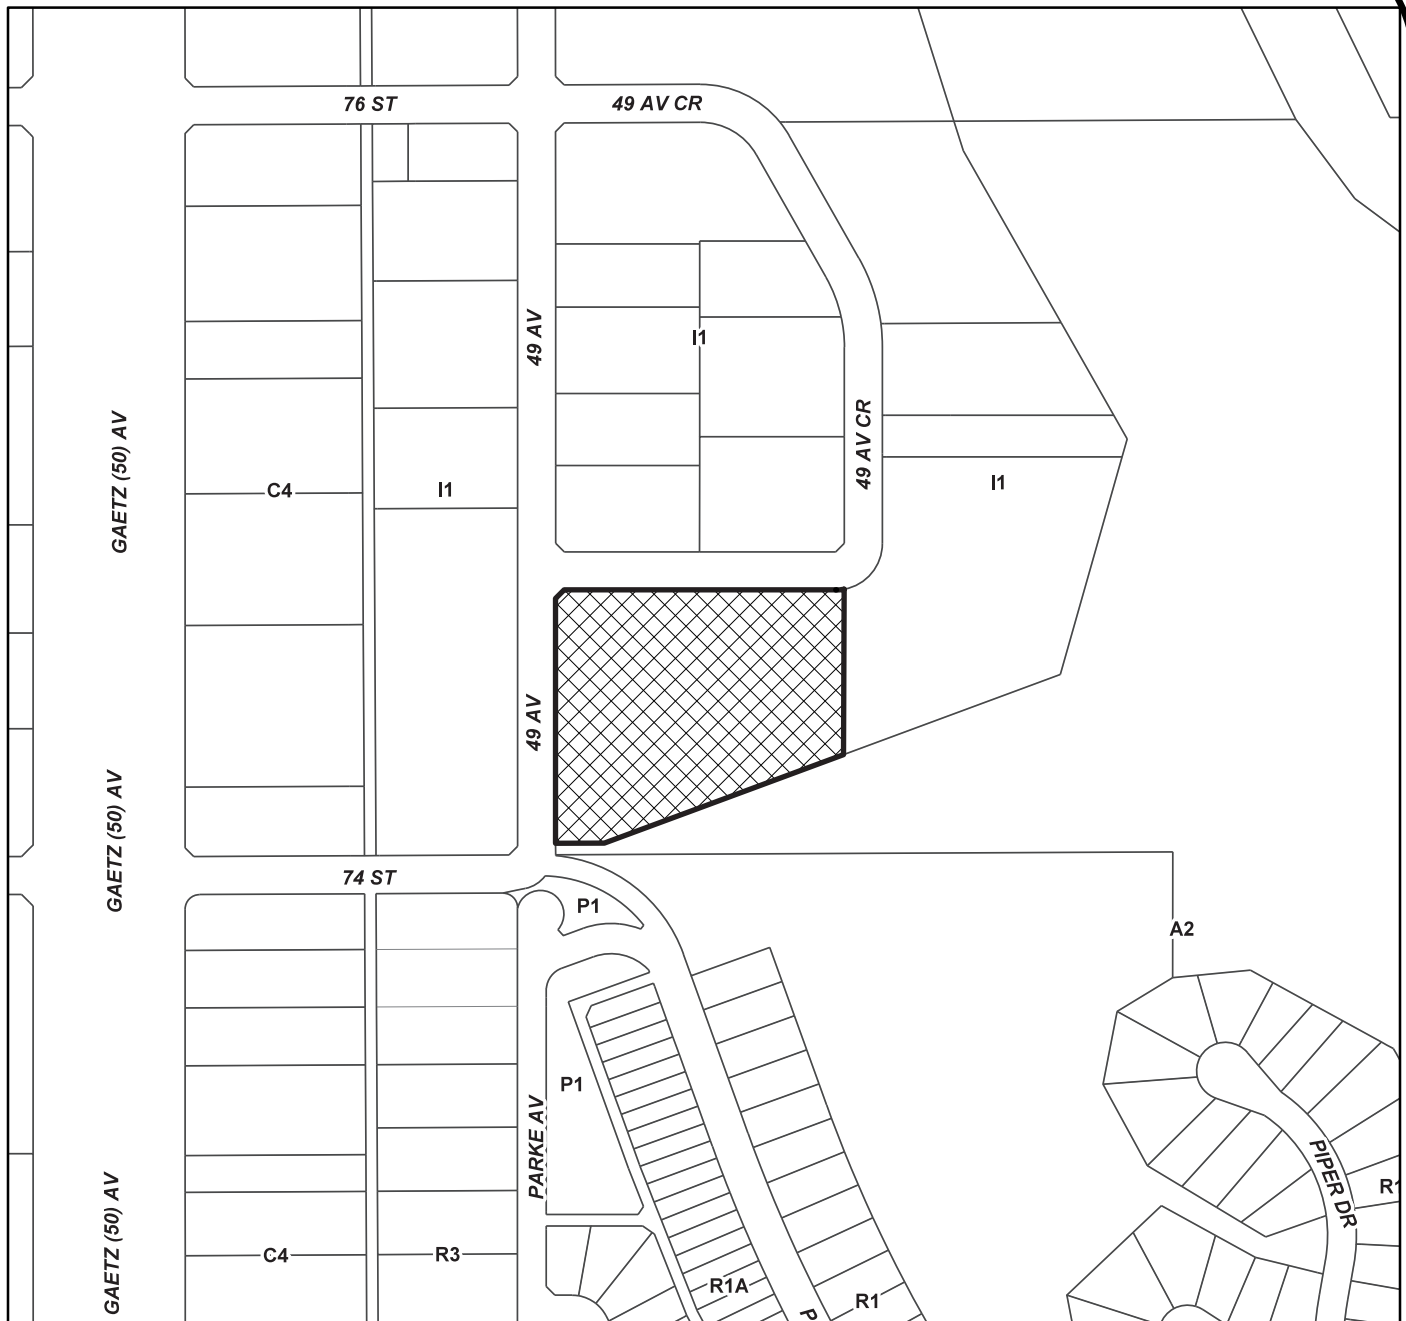 76 ST
49 AV CR
49 AV
I1
GAETZ (50) AV
49 AV CR
C4
I1
I1
49 AV
GAETZ (50) AV
74 ST
P1
A2
P1
PARKE AV
PIPER DR
R1
GAETZ (50) AV
C4
R3
R1A
R1
P